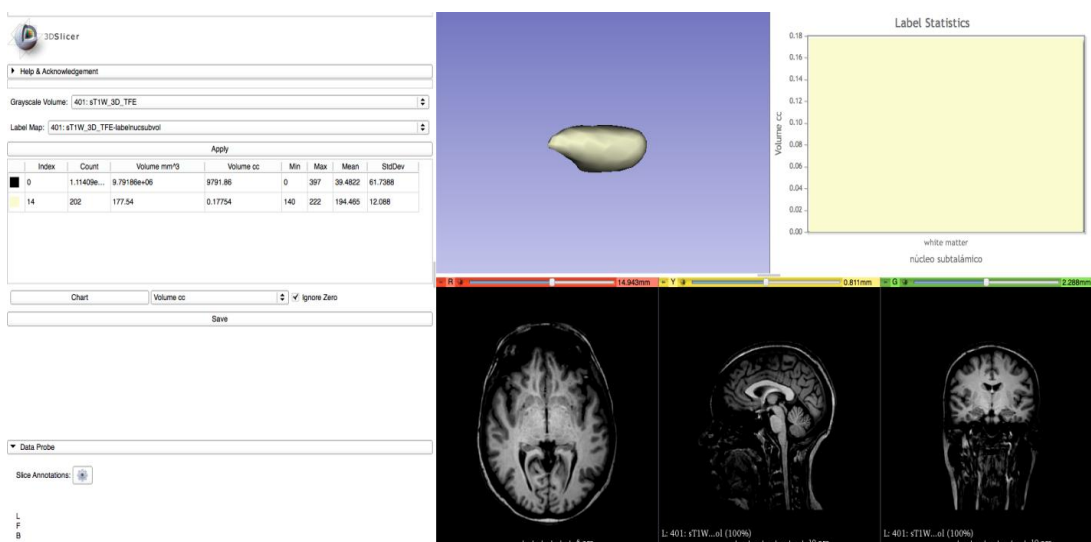 3DSlicer
Help & Acknowledgement
Grayscale Volume: 401: sT1W_3D_TFE
Label Map: 401: sT1W_3D_TFE-labelnucsubvol
Apply
Index Count Volume mm^3 Volume cc Min Max Mean StdDev
0 1.11409e... 9.79186e+06 9791.86 0 397 39.4822 61.7388
14 202 177.54 0.17754 140 222 194.465 12.088
Chart Volume cc Ignore Zero
Save
Data Probe
Slice Annotations:
L
F
B
Label Statistics
Volume cc
0.18
0.16
0.14
0.12
0.10
0.08
0.06
0.04
0.02
0.00
white matter
núcleo subtalámico
R 14.943mm
Y 0.811mm
G 2.288mm
L: 401: sT1W...ol (100%)
L: 401: sT1W...ol (100%)